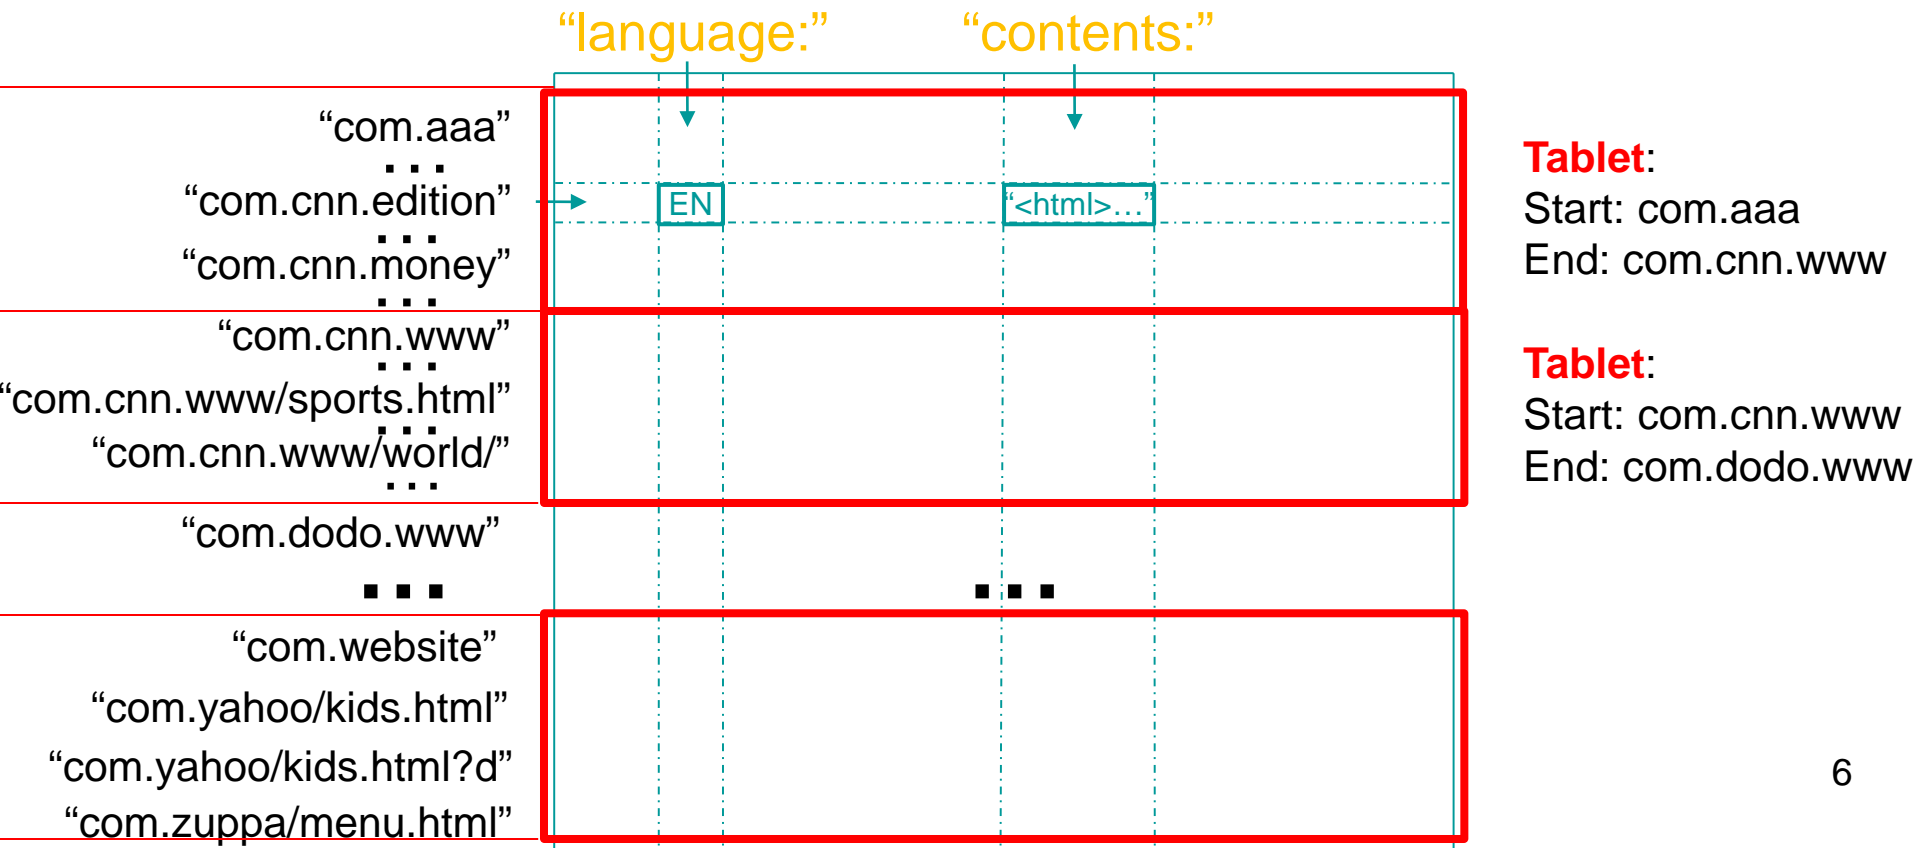 “language:” “contents:”
“com.aaa”
...
“com.cnn.edition” EN “<html>…”
...
“com.cnn.money”
...
“com.cnn.www”
...
“com.cnn.www/sports.html”
...
“com.cnn.www/world/”
...
“com.dodo.www”
... ...
“com.website”
“com.yahoo/kids.html”
“com.yahoo/kids.html?d”
“com.zuppa/menu.html”
Tablet:
Start: com.aaa
End: com.cnn.www
Tablet:
Start: com.cnn.www
End: com.dodo.www
6